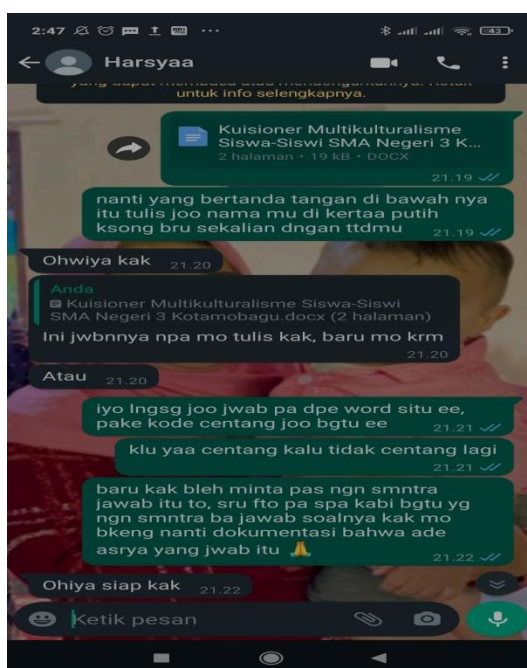 2:47
43
Harsyaa
untuk info selengkapnya.
Kuisioner Multikulturalisme
Siswa-Siswi SMA Negeri 3 K...
2 halaman • 19 kB • DOCX
21.19
nanti yang bertanda tangan di bawah nya
itu tulis joo nama mu di kertaa putih
ksong bru sekalian dngan ttdmu
21.19
Ohwiya kak
21.20
Anda
Kuisioner Multikulturalisme Siswa-Siswi
SMA Negeri 3 Kotamobagu.docx (2 halaman)
Ini jwbnnya npa mo tulis kak, baru mo krm
21.20
Atau
21.20
iyo lngsg joo jwab pa dpe word situ ee,
pake kode centang joo bgtu ee
21.21
klu yaa centang kalu tidak centang lagi
21.21
baru kak bleh minta pas ngn smntra
jawab itu to, sru fto pa spa kabi bgtu yg
ngn smntra ba jawab soalnya kak mo
bkeng nanti dokumentasi bahwa ade
asrya yang jwab itu 🙏
21.22
Ohiya siap kak
21.22
Ketik pesan